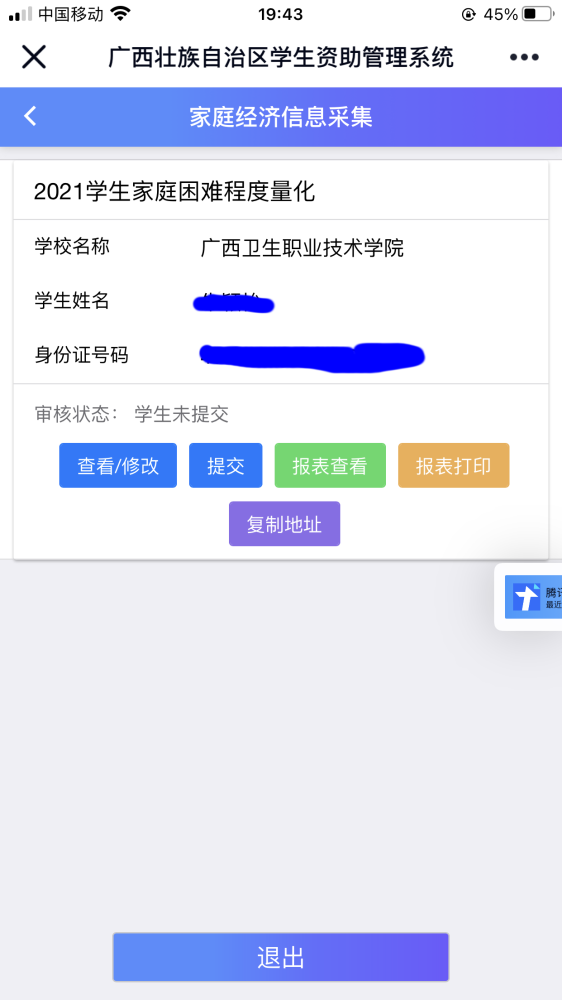 中国移动 19:43 45%
广西壮族自治区学生资助管理系统
家庭经济信息采集
2021学生家庭困难程度量化
学校名称 广西卫生职业技术学院
学生姓名
身份证号码
审核状态： 学生未提交
查看/修改 提交 报表查看 报表打印
复制地址
腾讯
最近
退出